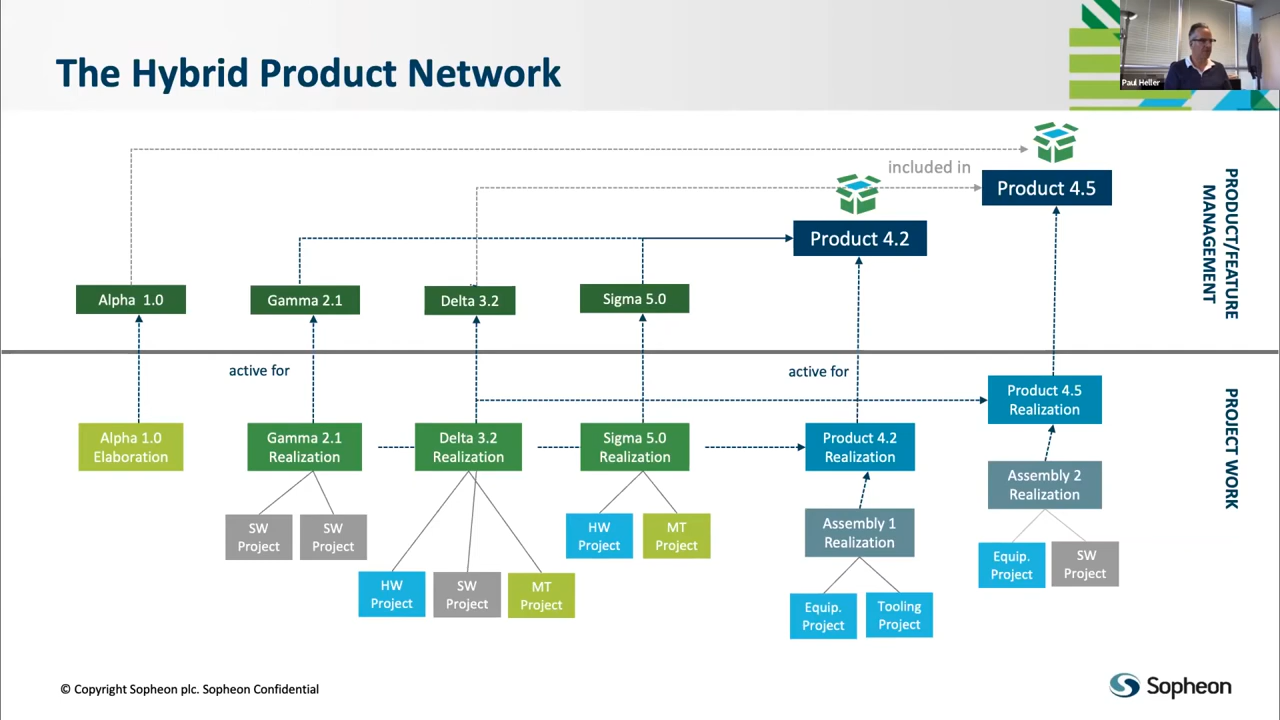 The Hybrid Product Network
Paul Heller
included in
Product 4.5
Product 4.2
PRODUCT/FEATURE
MANAGEMENT
Alpha 1.0
Gamma 2.1
Delta 3.2
Sigma 5.0
active for
active for
PROJECT WORK
Product 4.5
Realization
Alpha 1.0
Elaboration
Gamma 2.1
Realization
Delta 3.2
Realization
Sigma 5.0
Realization
Product 4.2
Realization
Assembly 2
Realization
SW
Project
SW
Project
HW
Project
MT
Project
Assembly 1
Realization
Equip.
Project
SW
Project
HW
Project
SW
Project
MT
Project
Equip.
Project
Tooling
Project
© Copyright Sopheon plc. Sopheon Confidential
Sopheon